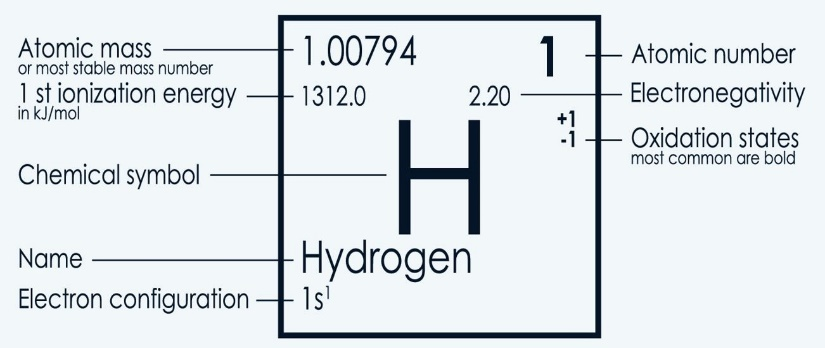 Atomic mass
or most stable mass number
1 st ionization energy
in kJ/mol
Chemical symbol
Name
Electron configuration
1.00794
1
1312.0
2.20
+1
-1
H
Hydrogen
1s¹
Atomic number
Electronegativity
Oxidation states
most common are bold